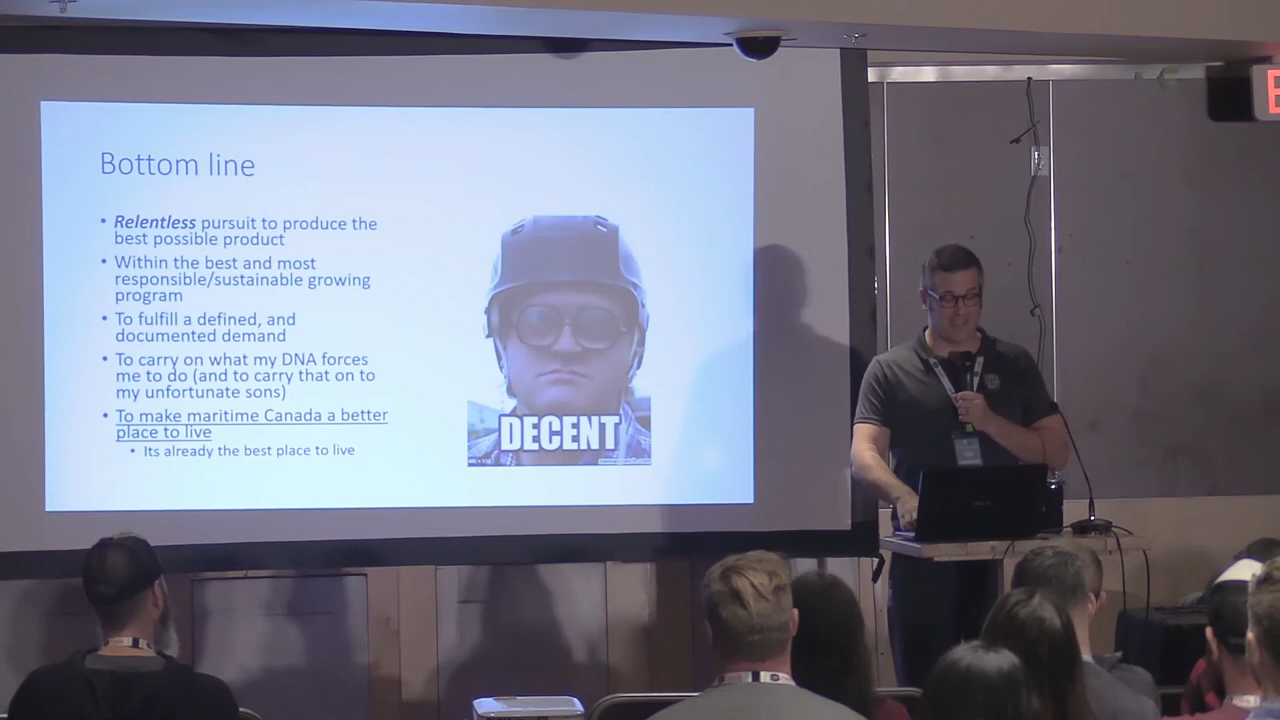 Bottom line
• Relentless pursuit to produce the
best possible product
• Within the best and most
responsible/sustainable growing
program
• To fulfill a defined, and
documented demand
• To carry on what my DNA forces
me to do (and to carry that on to
my unfortunate sons)
• To make maritime Canada a better
place to live
• Its already the best place to live
DECENT
E